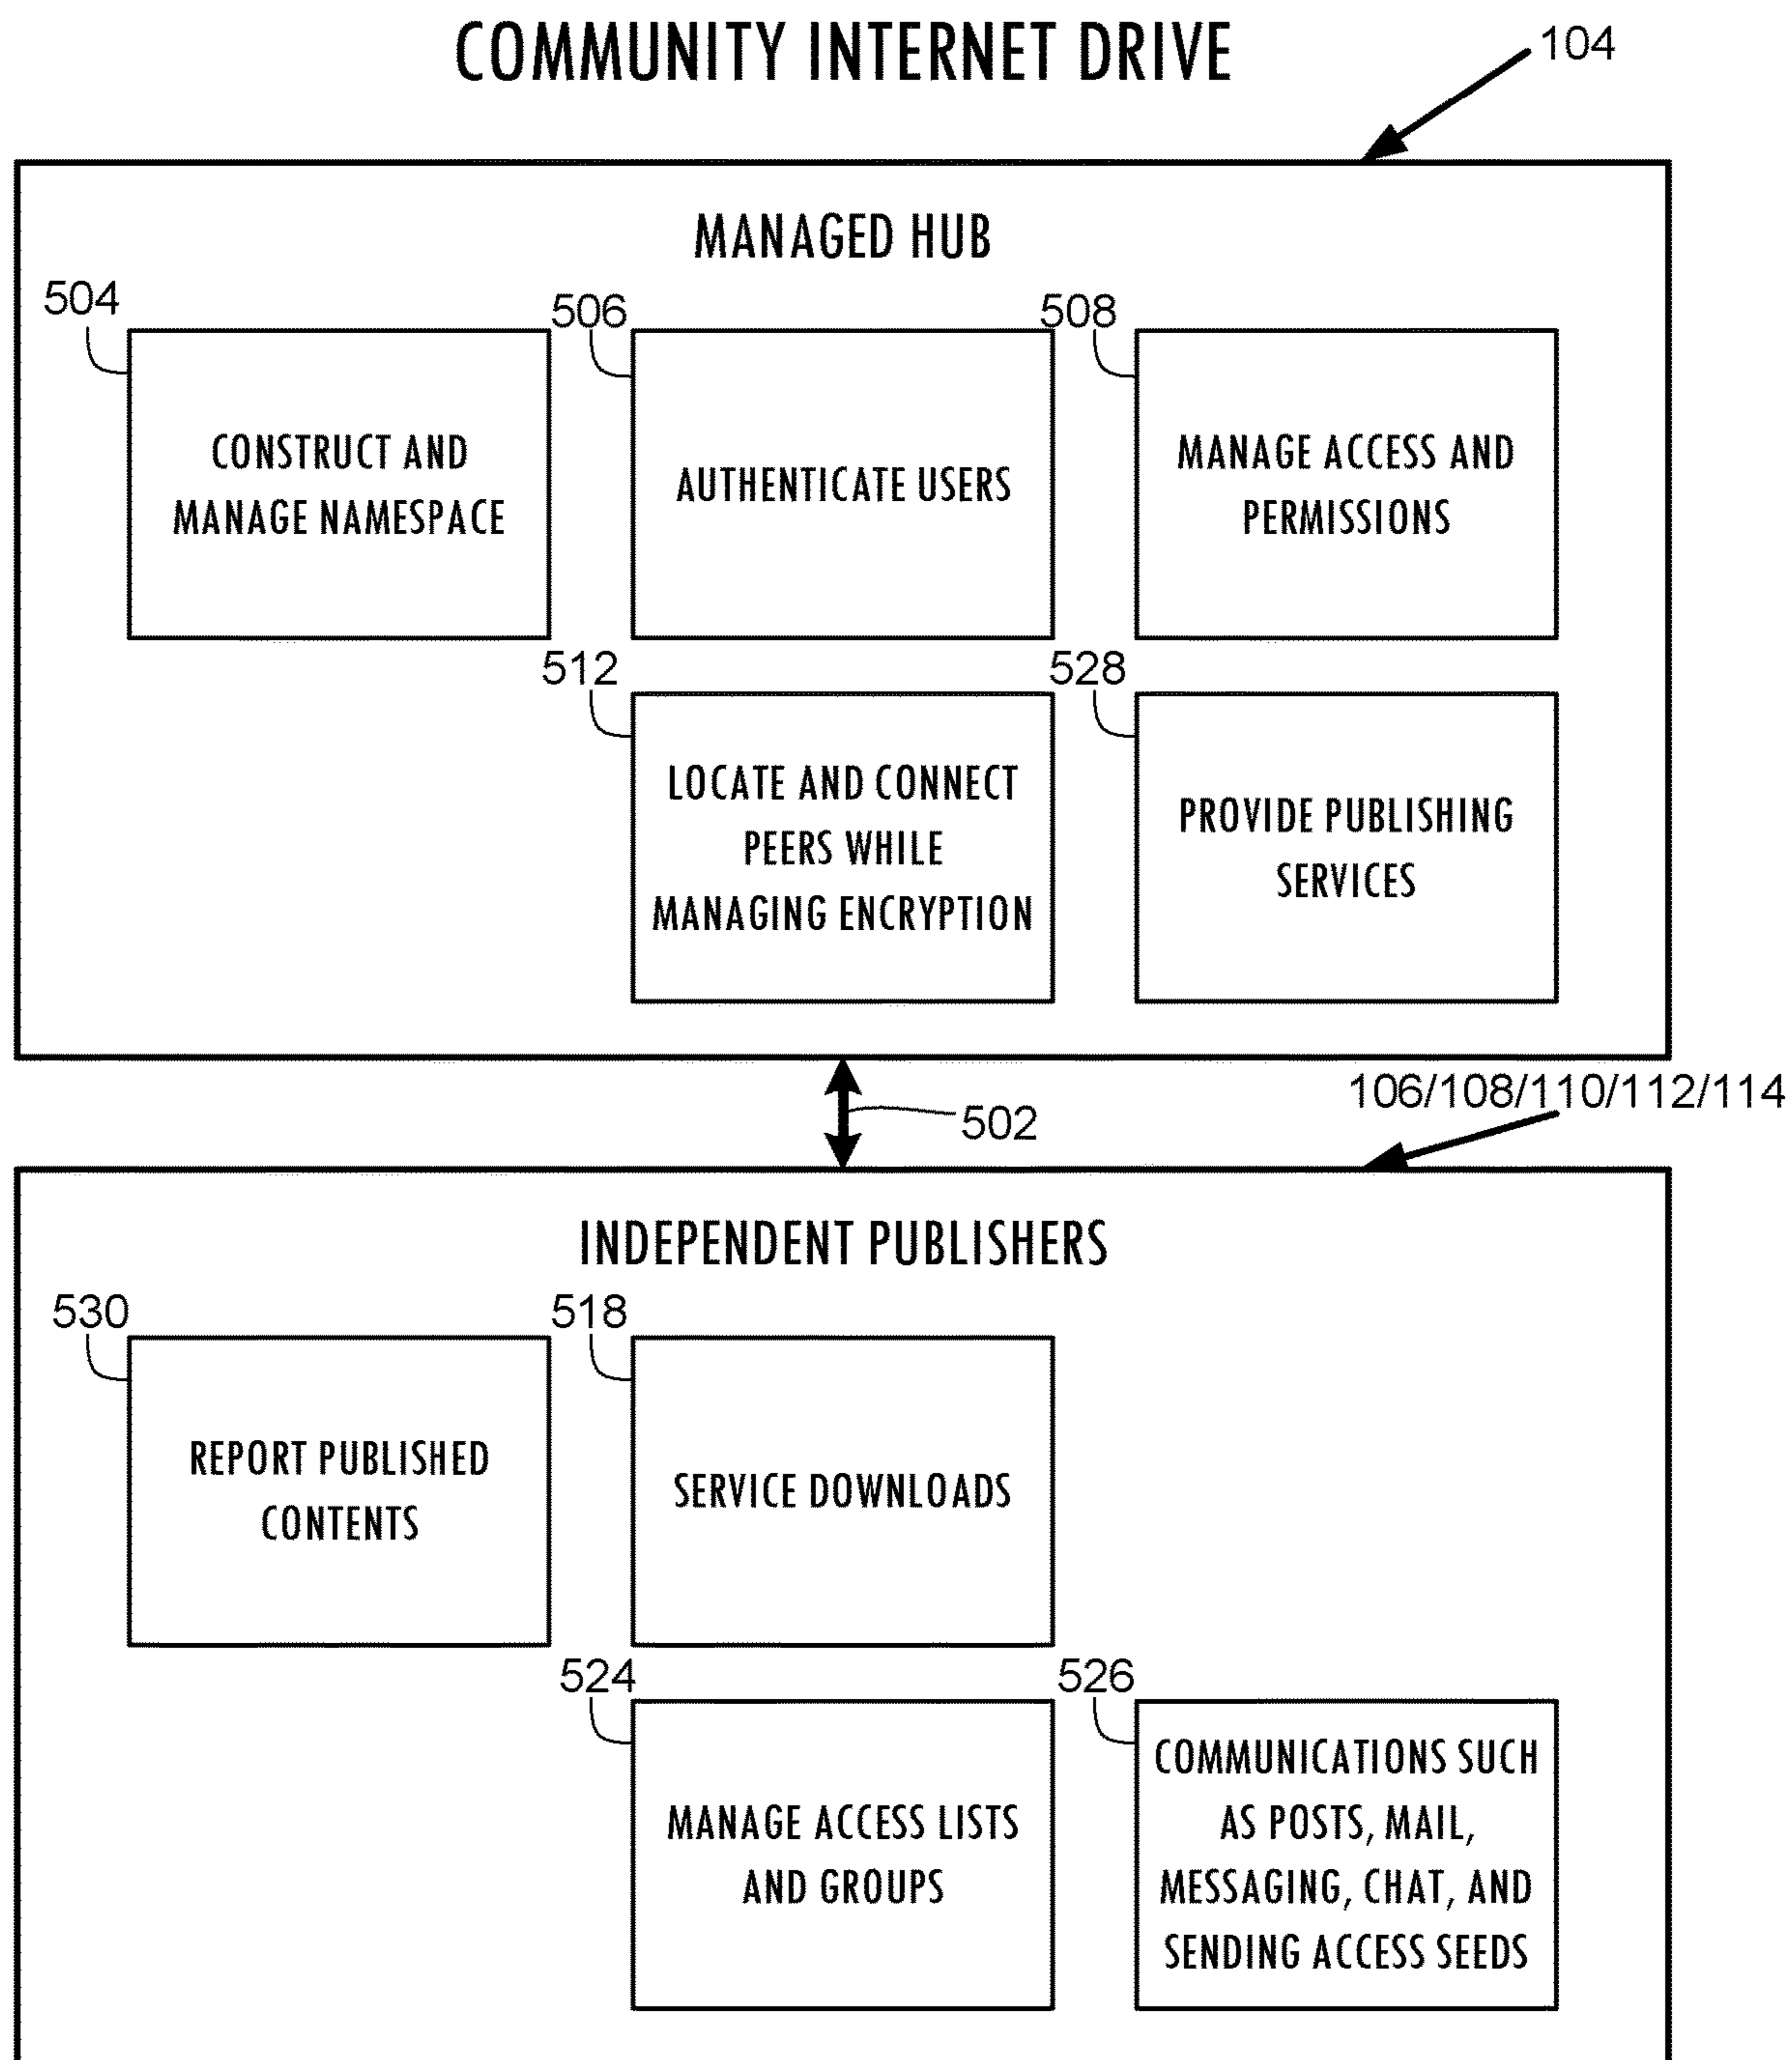 COMMUNITY INTERNET DRIVE
104
MANAGED HUB
504
506
508
CONSTRUCT AND
MANAGE NAMESPACE
AUTHENTICATE USERS
MANAGE ACCESS AND
PERMISSIONS
512
528
LOCATE AND CONNECT
PEERS WHILE
MANAGING ENCRYPTION
PROVIDE PUBLISHING
SERVICES
502
106/108/110/112/114
INDEPENDENT PUBLISHERS
530
518
REPORT PUBLISHED
CONTENTS
SERVICE DOWNLOADS
524
526
MANAGE ACCESS LISTS
AND GROUPS
COMMUNICATIONS SUCH
AS POSTS, MAIL,
MESSAGING, CHAT, AND
SENDING ACCESS SEEDS